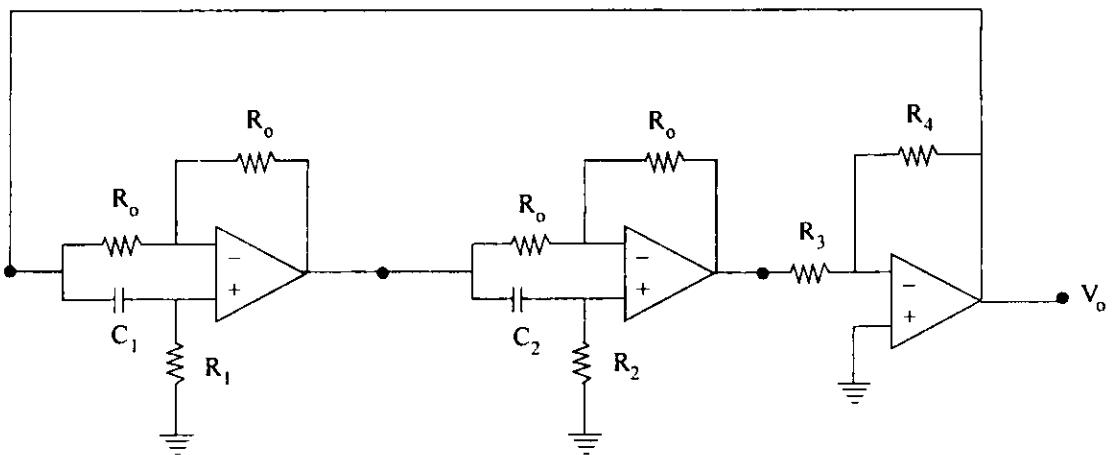 R₀ R₀ R₄
R₀ R₀ R₃
− − −
+ + + V₀
C₁ C₂
R₁ R₂